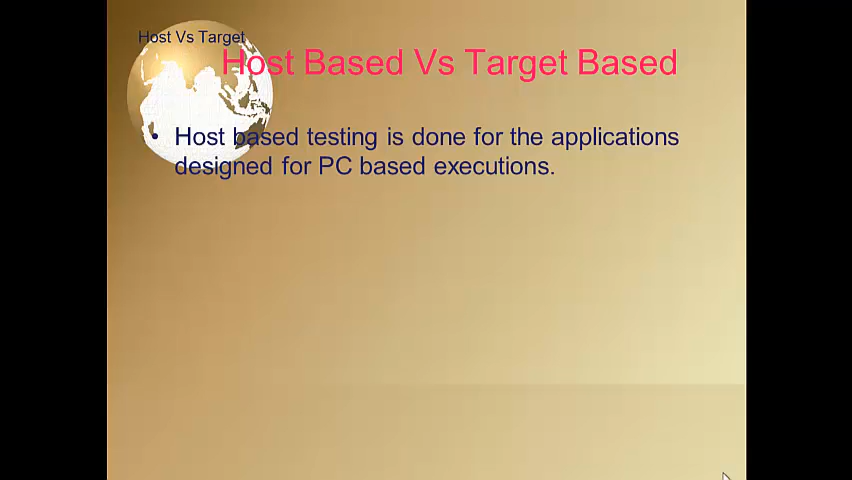 Host Vs Target
Host Based Vs Target Based
• Host based testing is done for the applications
designed for PC based executions.